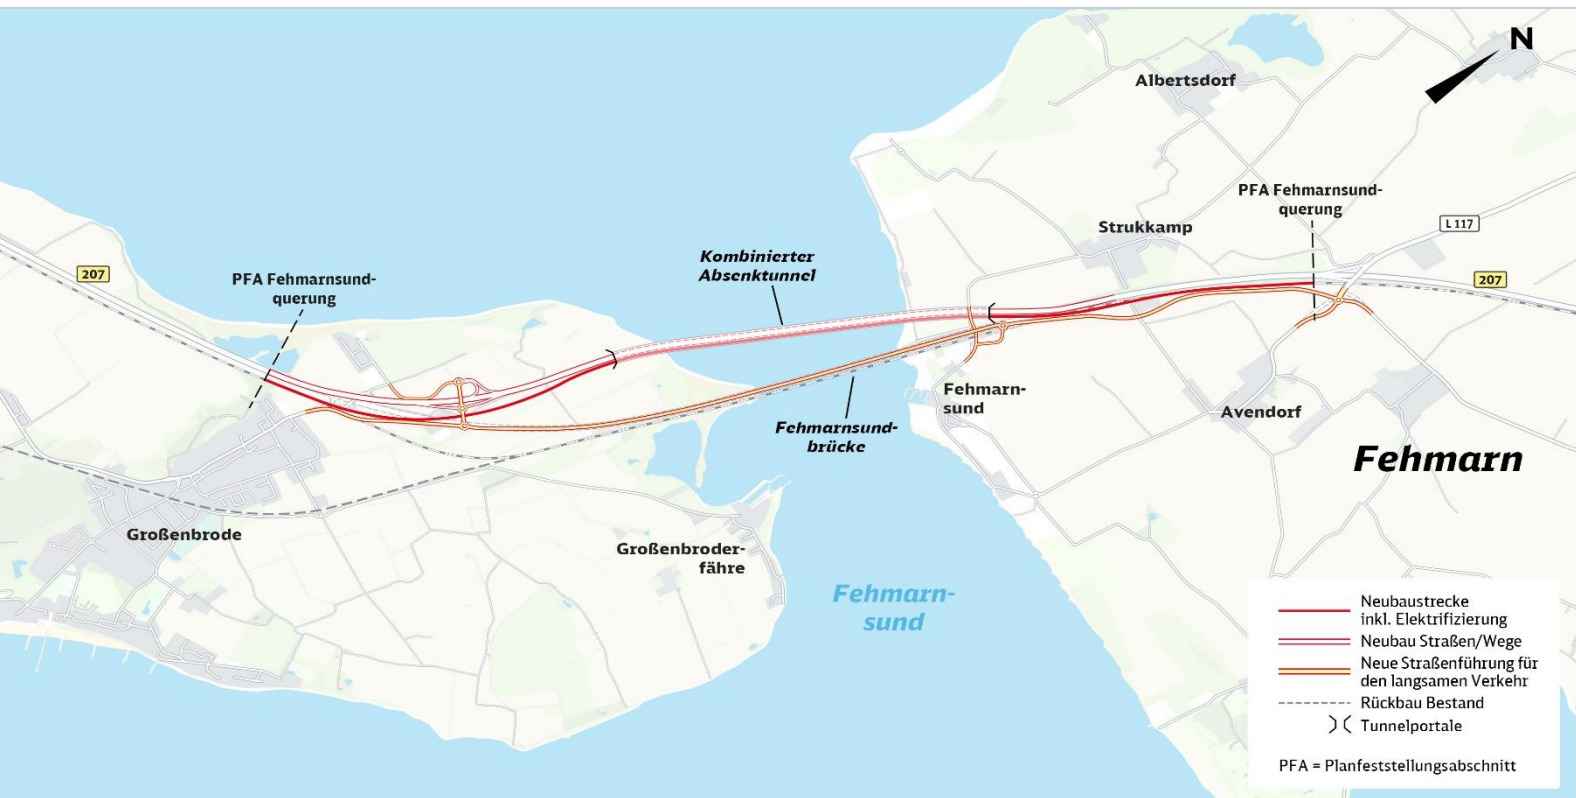 N
Albertsdorf
PFA Fehmarnsund-
querung
L 117
Strukkamp
Kombinierter
Absenktunnel
207
PFA Fehmarnsund-
querung
207
Fehmarn-
sund
Avendorf
Fehmarnsund-
brücke
Fehmarn
Großenbrode
Großenbroder-
fähre
Fehmarn-
sund
Neubaustrecke
inkl. Elektrifizierung
Neubau Straßen/Wege
Neue Straßenführung für
den langsamen Verkehr
Rückbau Bestand
Tunnelportale
PFA = Planfeststellungsabschnitt